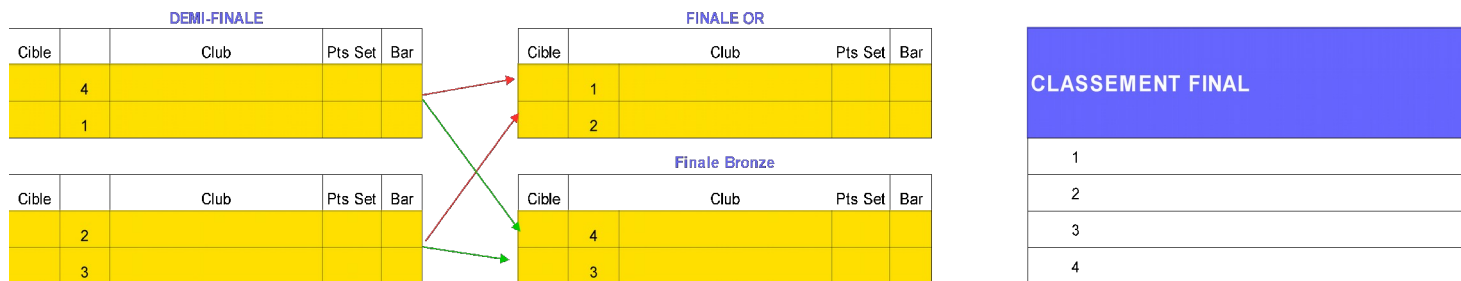 DEMI-FINALE
Cible Club Pts Set Bar
4
1
Cible Club Pts Set Bar
2
3
FINALE OR
Cible Club Pts Set Bar
1
2
Finale Bronze
Cible Club Pts Set Bar
4
3
CLASSEMENT FINAL
1
2
3
4